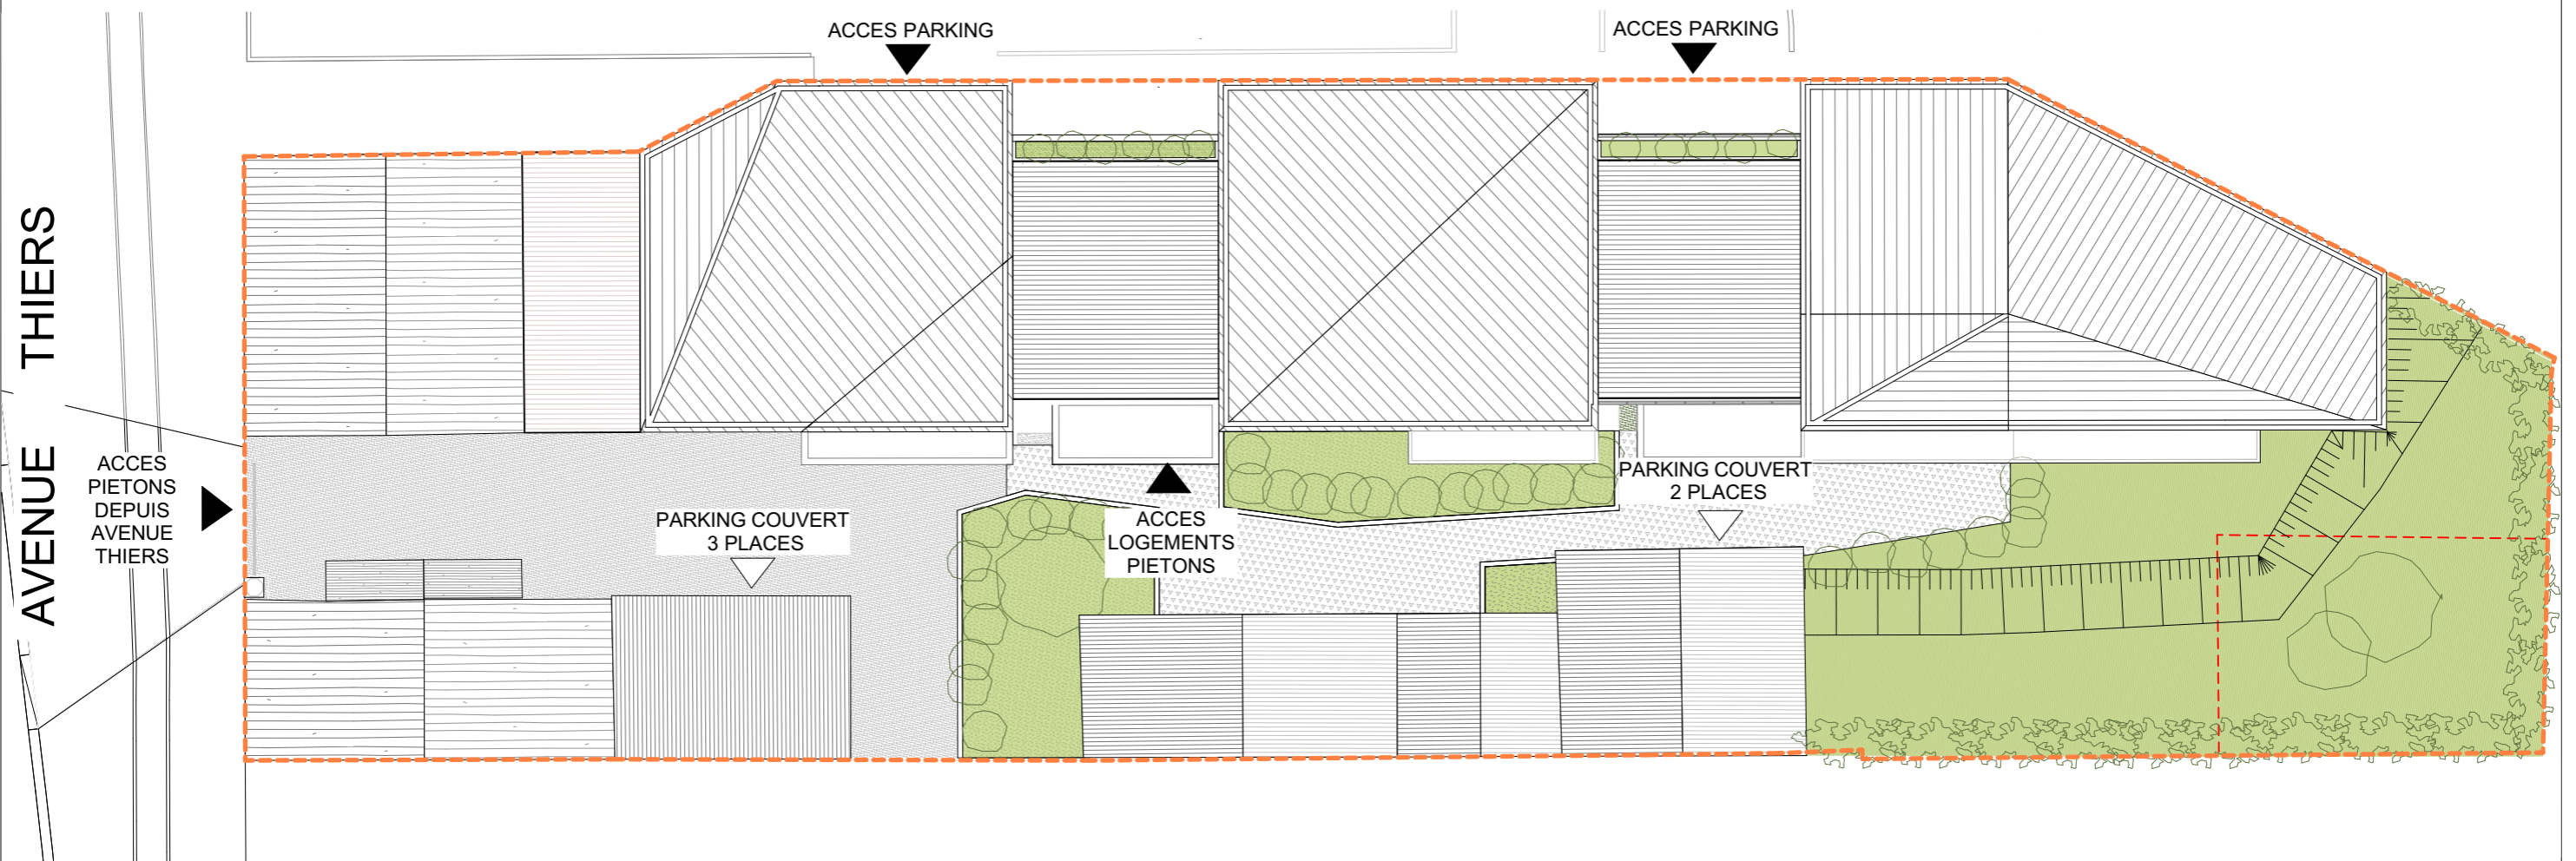 ACCES PARKING
ACCES PARKING
AVENUE THIERS
ACCES
PIETONS
DEPUIS
AVENUE
THIERS
PARKING COUVERT
3 PLACES
ACCES
LOGEMENTS
PIETONS
PARKING COUVERT
2 PLACES